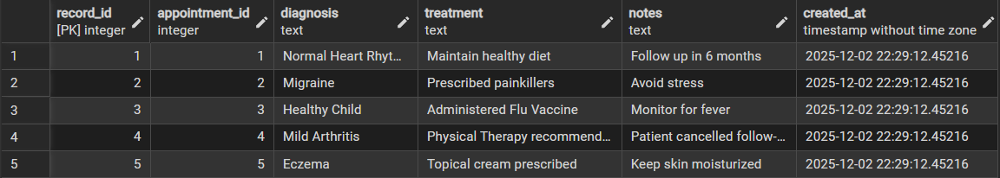 record_id appointment_id diagnosis treatment notes created_at
[PK] integer integer text text text timestamp without time zone
1 1 1 Normal Heart Rhyt... Maintain healthy diet Follow up in 6 months 2025-12-02 22:29:12.45216
2 2 2 Migraine Prescribed painkillers Avoid stress 2025-12-02 22:29:12.45216
3 3 3 Healthy Child Administered Flu Vaccine Monitor for fever 2025-12-02 22:29:12.45216
4 4 4 Mild Arthritis Physical Therapy recommend... Patient cancelled follow-... 2025-12-02 22:29:12.45216
5 5 5 Eczema Topical cream prescribed Keep skin moisturized 2025-12-02 22:29:12.45216